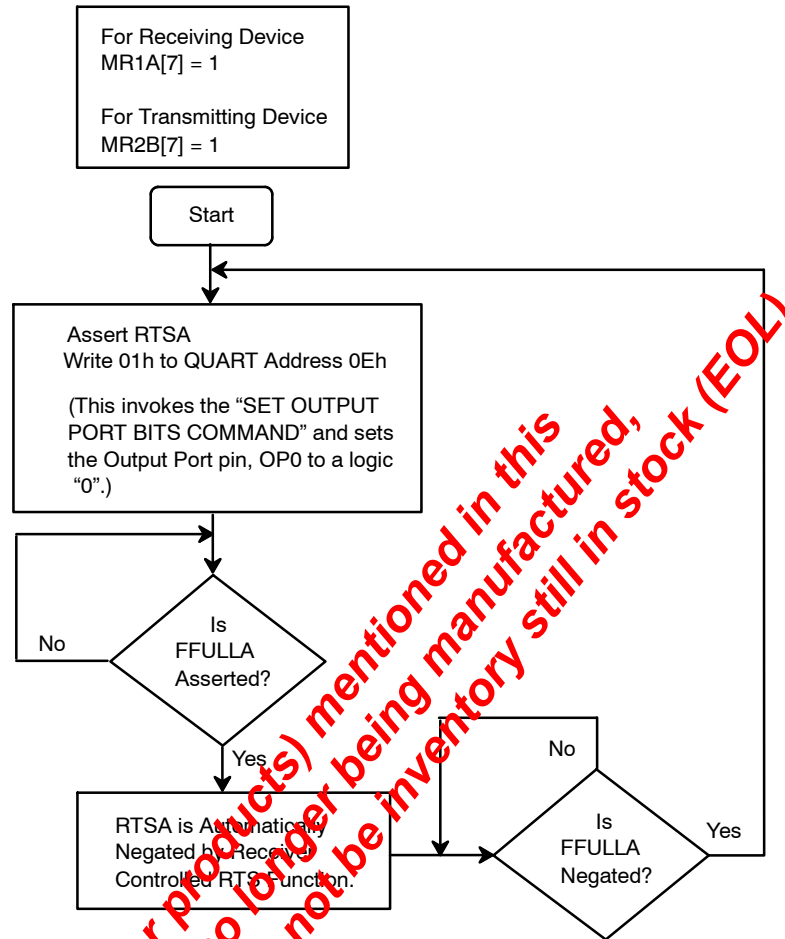 For Receiving Device
MR1A[7] = 1
For Transmitting Device
MR2B[7] = 1
Start
Assert RTSA
Write 01h to QUART Address 0Eh
(This invokes the “SET OUTPUT
PORT BITS COMMAND” and sets
the Output Port pin, OP0 to a logic
“0”.)
Is
FFULLA
Asserted?
No
Yes
RTSA is Automatically
Negated by Receiver
Controlled RTS Function.
Is
FFULLA
Negated?
No
Yes
r products) mentioned in this
o longer being manufactured,
not be inventory still in stock (EOL)